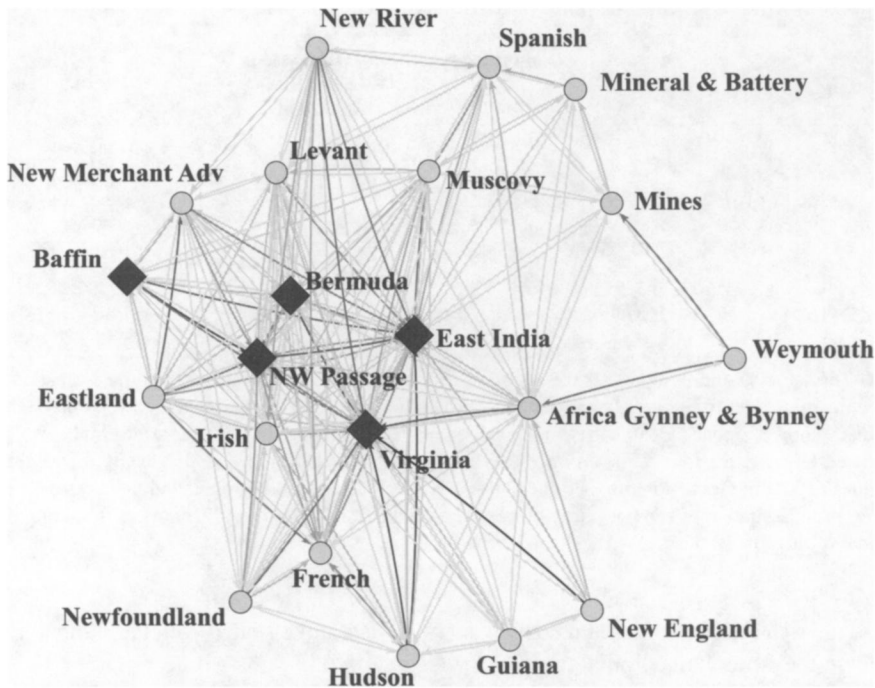 New River
Spanish
Mineral & Battery
Levant
New Merchant Adv
Muscovy
Mines
Baffin
Bermuda
East India
Weymouth
NW Passage
Eastland
Africa Gynney & Bynney
Irish
Virginia
French
Newfoundland
New England
Guiana
Hudson